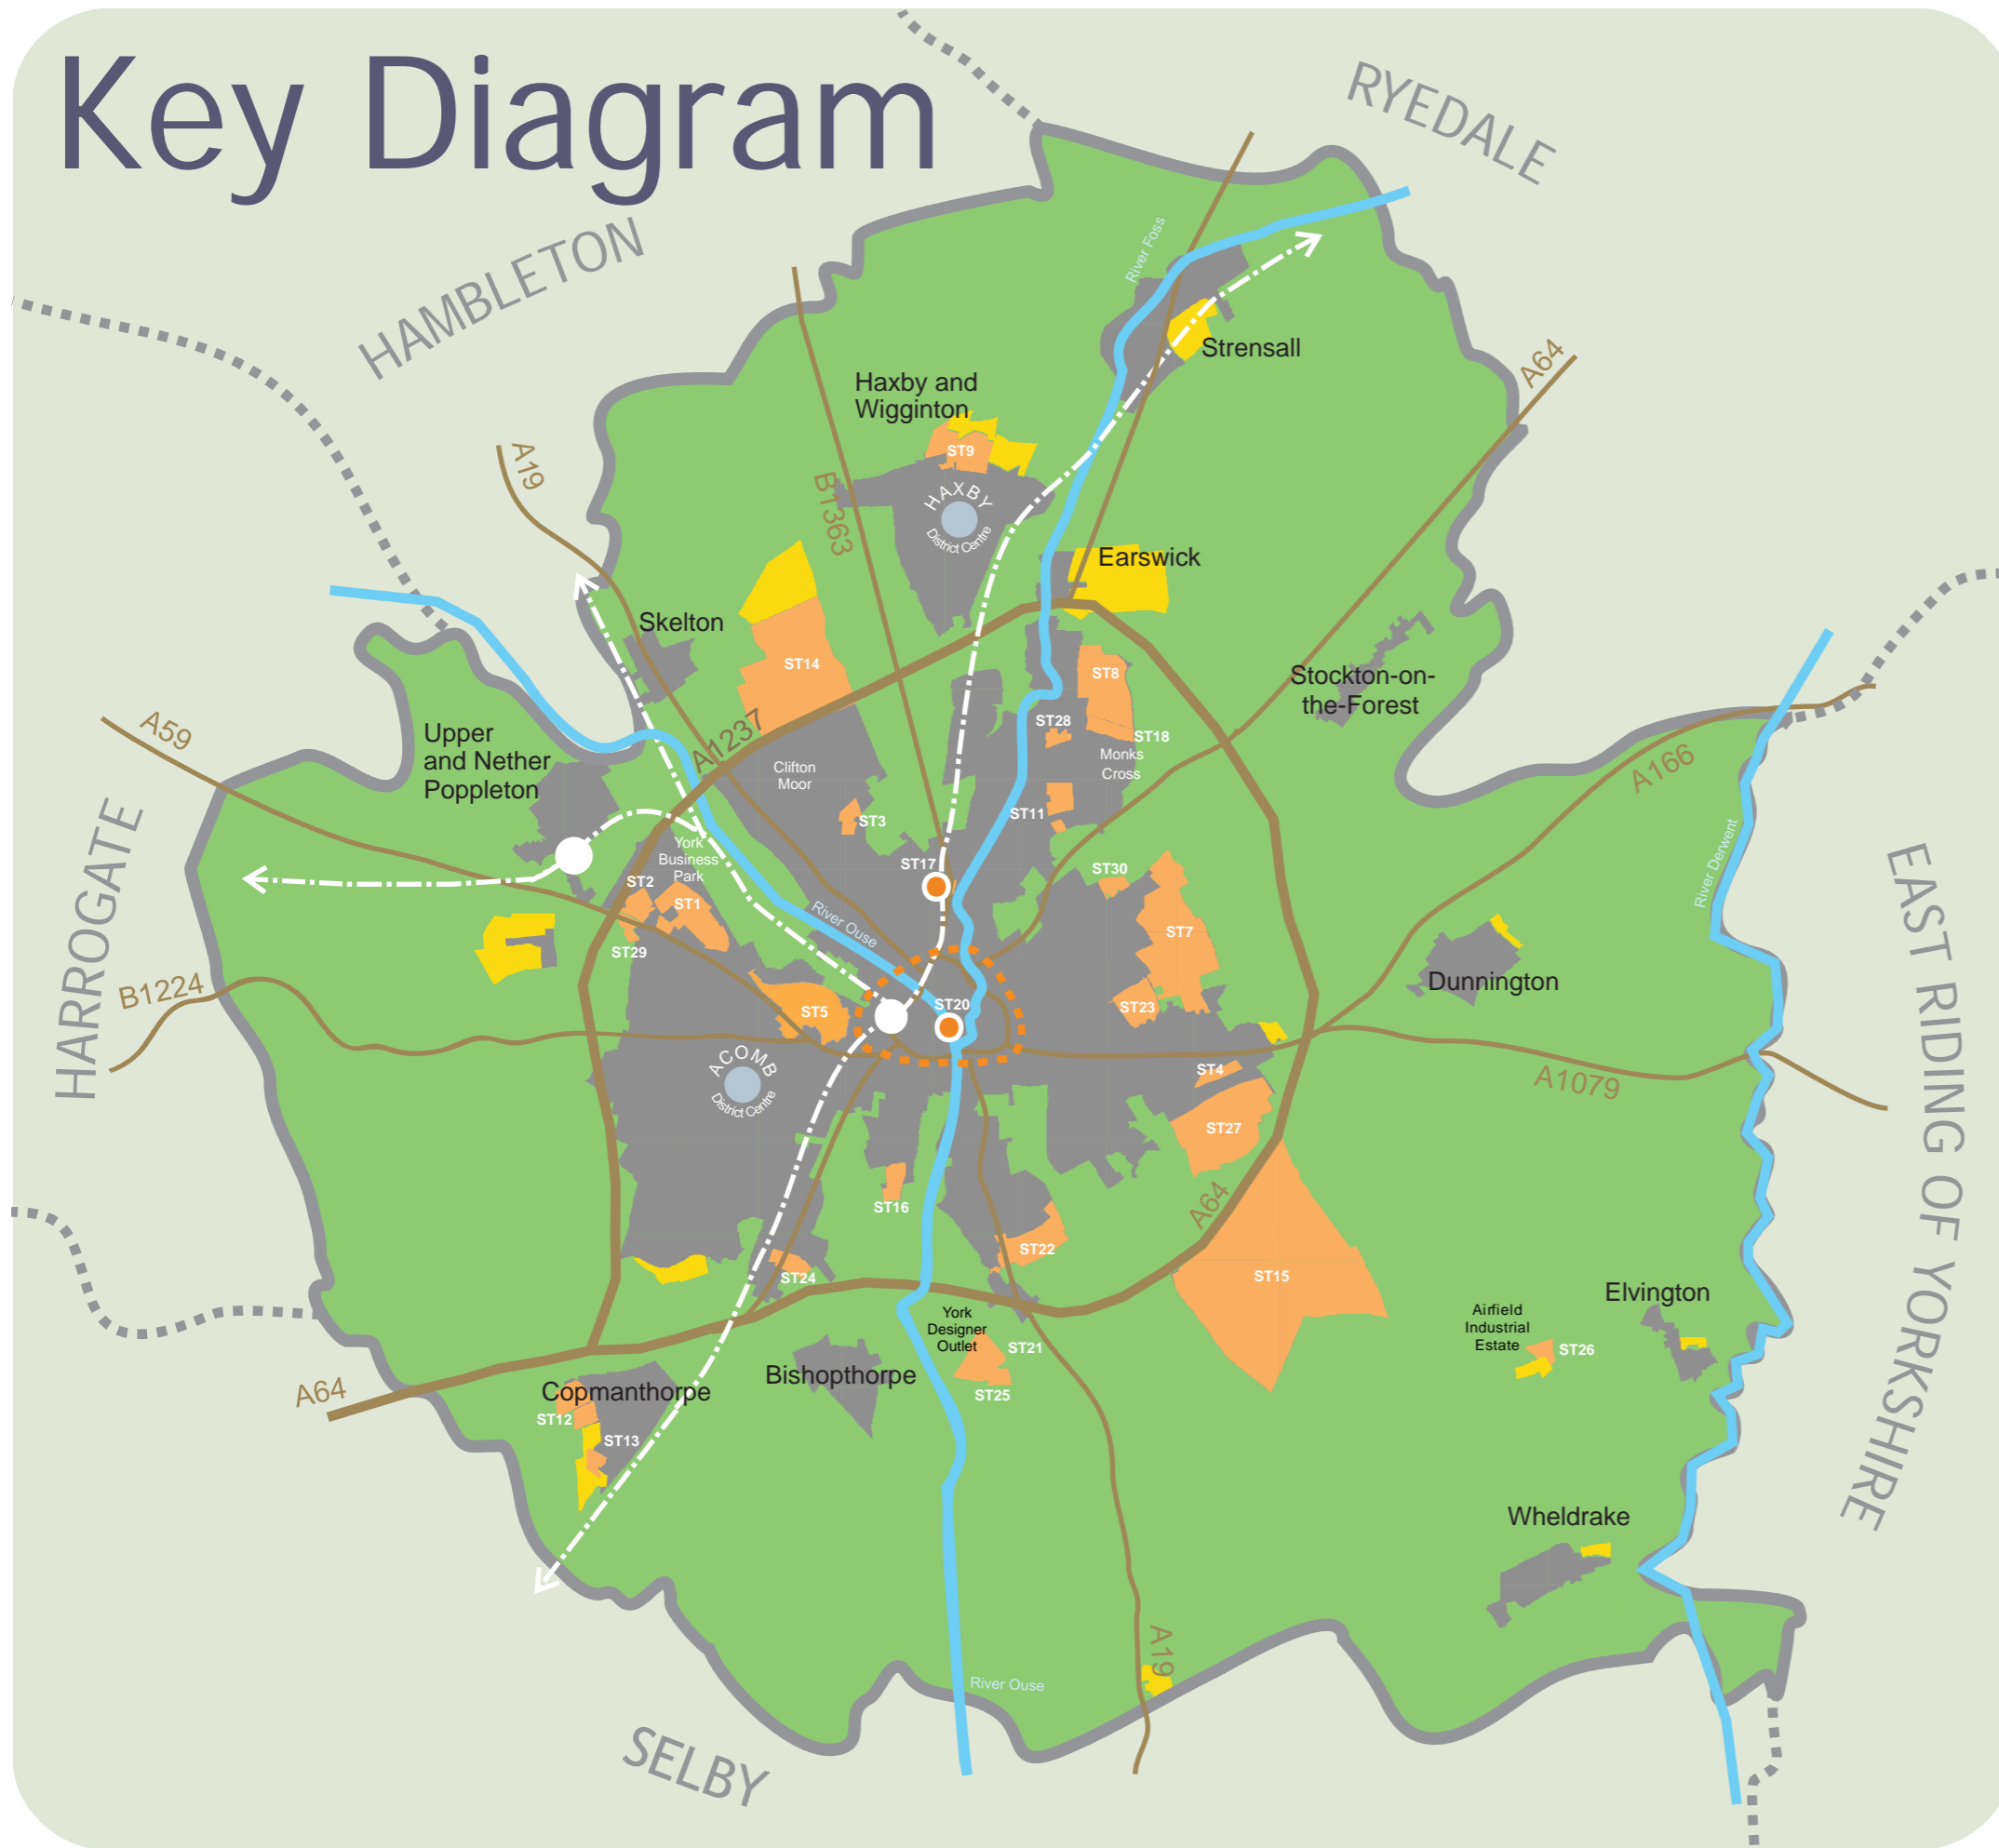 Key Diagram
RYEDALE
HAMBLETON
River Foss
Strensall
A64
Haxby and
Wigginton
ST9
A19
B1363
HAXBY
District Centre
Earswick
Skelton
ST14
ST8
Stockton-on-
the-Forest
A59
Upper
and Nether
Poppleton
A1237
Clifton
Moor
ST28
ST18
Monks
Cross
A166
ST3
ST11
HARROGATE
York
Business
Park
ST17
ST30
River Derwent
EAST RIDING OF YORKSHIRE
ST2
ST1
River Ouse
ST7
ST29
B1224
Dunnington
ST5
ST20
ST23
ACOMB
District Centre
ST4
A1079
ST27
ST16
A64
ST22
ST24
ST15
Elvington
York
Designer
Outlet
Airfield
Industrial
Estate
ST21
ST26
A64
Copmanthorpe
Bishopthorpe
ST25
ST12
ST13
Wheldrake
A19
River Ouse
SELBY